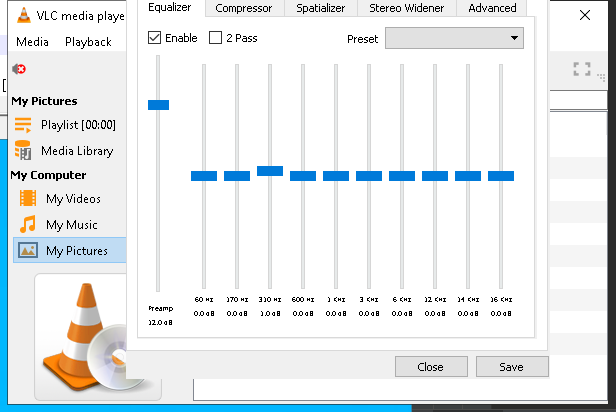 VLC media playe
Media Playback
My Pictures
Playlist [00:00]
Media Library
My Computer
My Videos
My Music
My Pictures
Equalizer Compressor Spatializer Stereo Widener Advanced
Enable 2 Pass Preset
60 Hz 170 Hz 310 Hz 600 Hz 1 KHz 3 KHz 6 KHz 12 KHz 14 KHz 16 KHz
Preamp 0.0 dB 0.0 dB 1.0 dB 0.0 dB 0.0 dB 0.0 dB 0.0 dB 0.0 dB 0.0 dB 0.0 dB
12.0 dB
Close Save